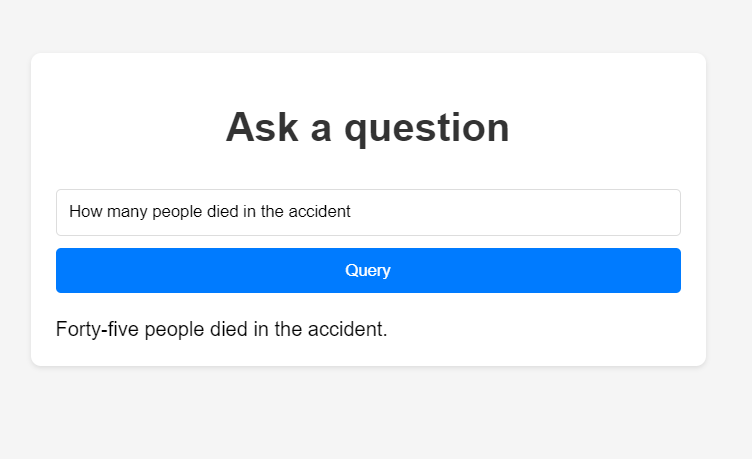 Ask a question
How many people died in the accident
Query
Forty-five people died in the accident.